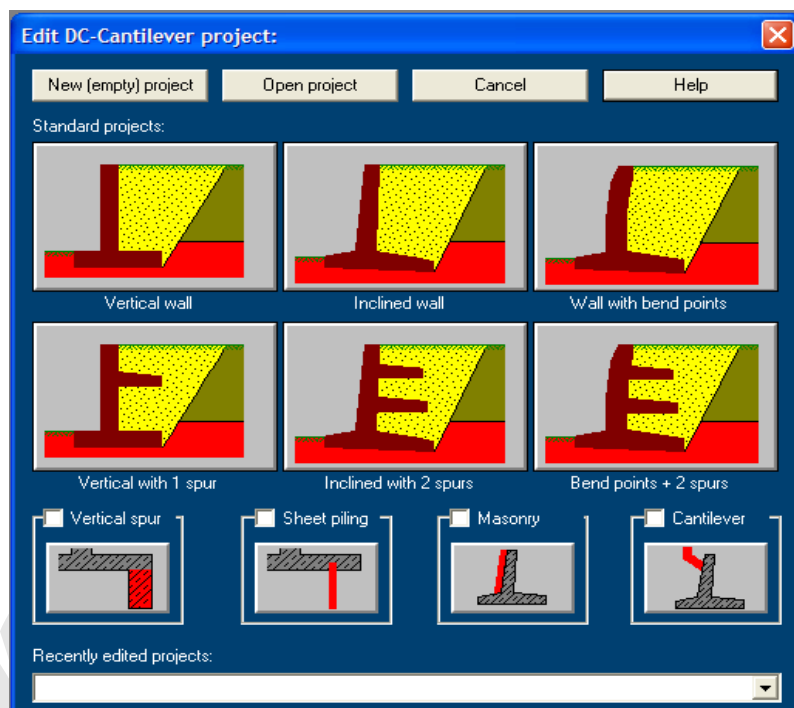 Edit DC-Cantilever project:
New (empty) project Open project Cancel Help
Standard projects:
Vertical wall Inclined wall Wall with bend points
Vertical with 1 spur Inclined with 2 spurs Bend points + 2 spurs
Vertical spur Sheet piling Masonry Cantilever
Recently edited projects: